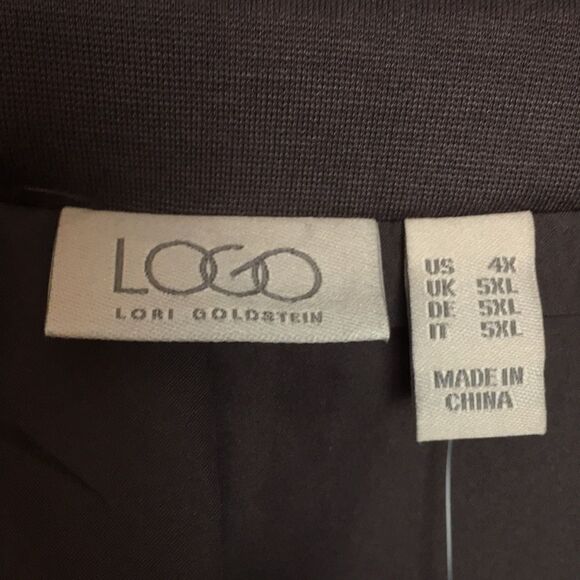 LOGO
LORI GOLDSTEIN
US 4X
UK 5XL
DE 5XL
IT 5XL
MADE IN
CHINA